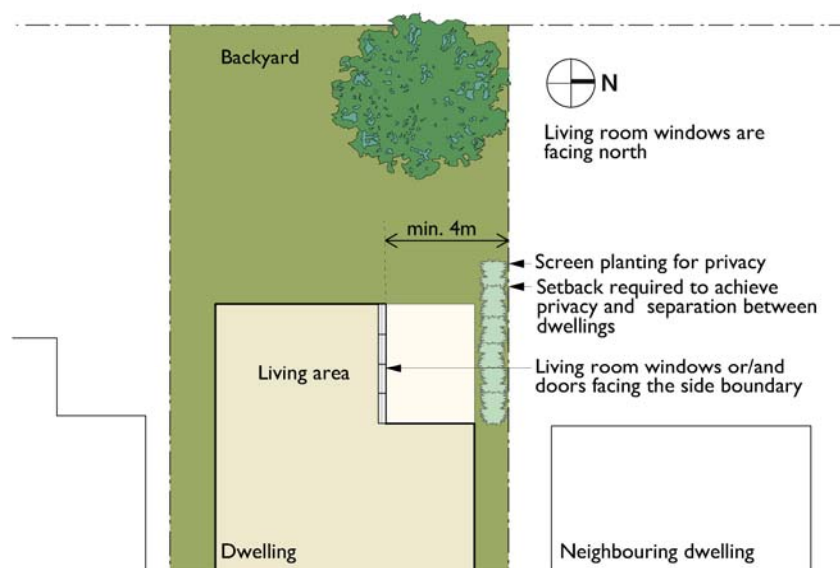 Backyard
N
Living room windows are
facing north
min. 4m
Screen planting for privacy
Setback required to achieve
privacy and separation between
dwellings
Living area
Living room windows or/and
doors facing the side boundary
Dwelling
Neighbouring dwelling